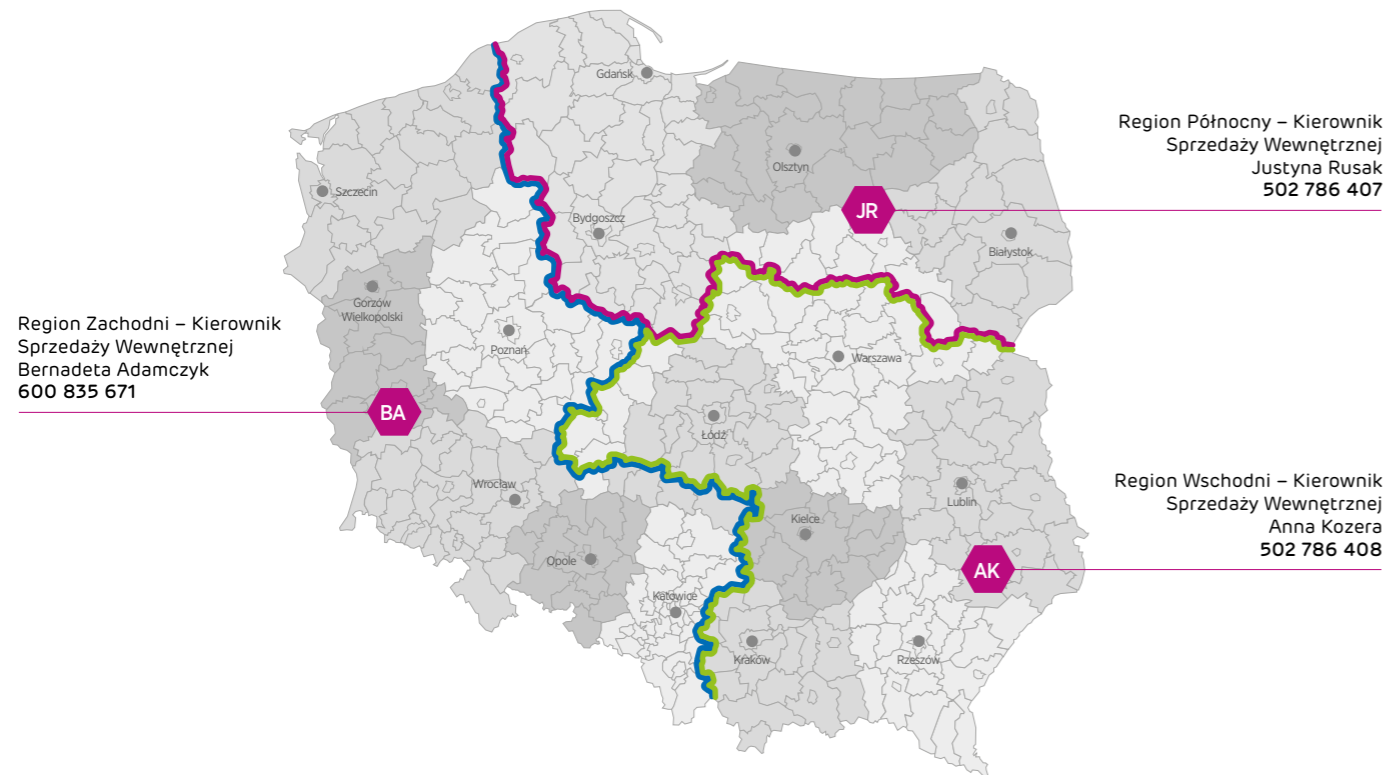 Gdańsk
Region Północny – Kierownik
Sprzedaży Wewnętrznej
Justyna Rusak
502 786 407
Olsztyn
Szczecin
JR
Bydgoszcz
Białystok
Gorzów
Wielkopolski
Region Zachodni – Kierownik
Sprzedaży Wewnętrznej
Bernadeta Adamczyk
600 835 671
Poznań
Warszawa
BA
Łódź
Wrocław
Lublin
Region Wschodni – Kierownik
Sprzedaży Wewnętrznej
Anna Kozera
502 786 408
Kielce
Opole
AK
Katowice
Kraków
Rzeszów